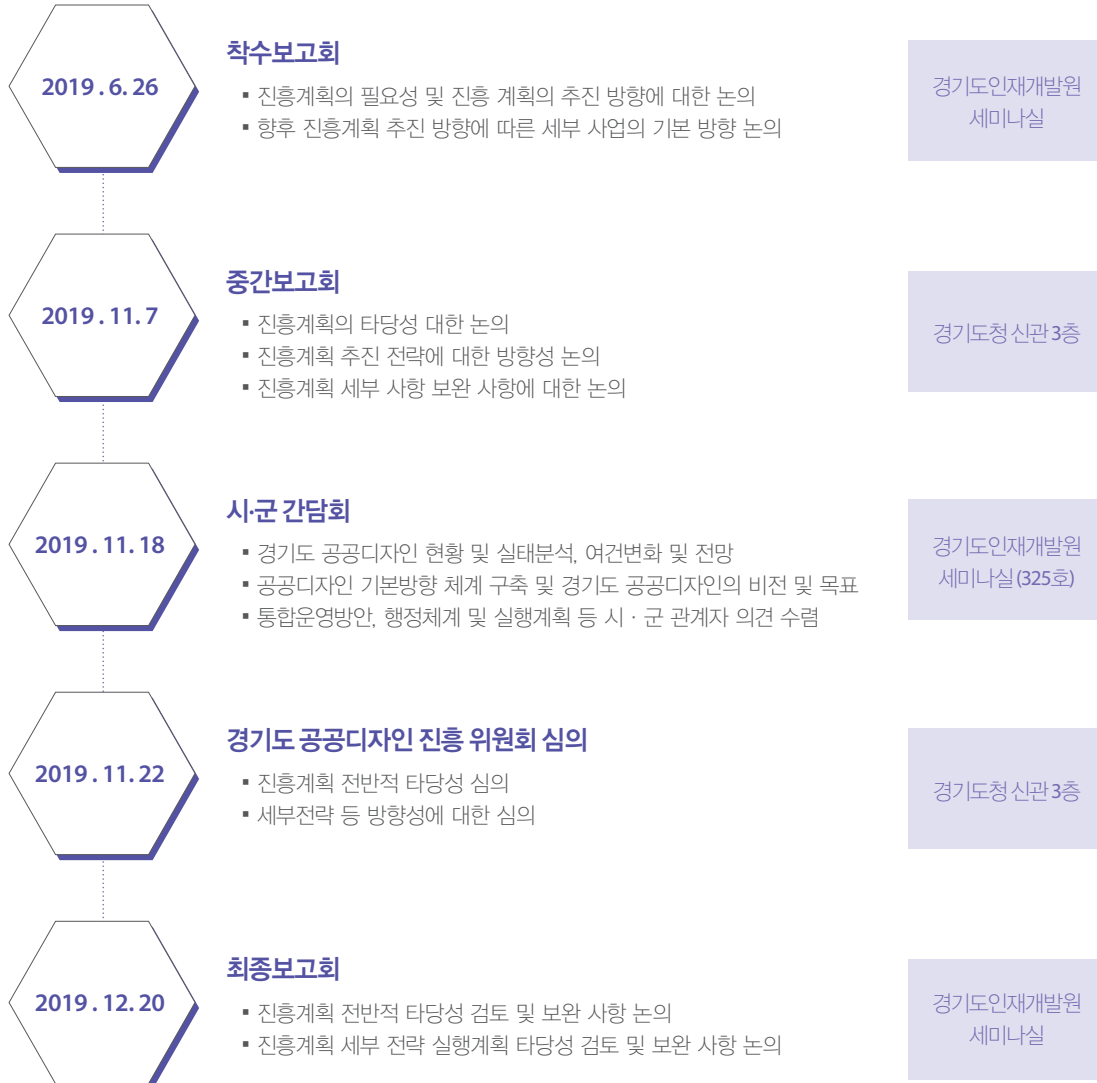 2019. 6. 26
착수보고회
▪ 진흥계획의 필요성 및 진흥 계획의 추진 방향에 대한 논의
▪ 향후 진흥계획 추진 방향에 따른 세부 사업의 기본 방향 논의
경기도인재개발원
세미나실
2019. 11. 7
중간보고회
▪ 진흥계획의 타당성 대한 논의
▪ 진흥계획 추진 전략에 대한 방향성 논의
▪ 진흥계획 세부 사항 보완 사항에 대한 논의
경기도청 신관 3층
2019. 11. 18
시·군 간담회
▪ 경기도 공공디자인 현황 및 실태분석, 여건변화 및 전망
▪ 공공디자인 기본방향 체계 구축 및 경기도 공공디자인의 비전 및 목표
▪ 통합운영방안, 행정체계 및 실행계획 등 시 · 군 관계자 의견 수렴
경기도인재개발원
세미나실 (325호)
2019. 11. 22
경기도 공공디자인 진흥 위원회 심의
▪ 진흥계획 전반적 타당성 심의
▪ 세부전략 등 방향성에 대한 심의
경기도청 신관 3층
2019. 12. 20
최종보고회
▪ 진흥계획 전반적 타당성 검토 및 보완 사항 논의
▪ 진흥계획 세부 전략 실행계획 타당성 검토 및 보완 사항 논의
경기도인재개발원
세미나실